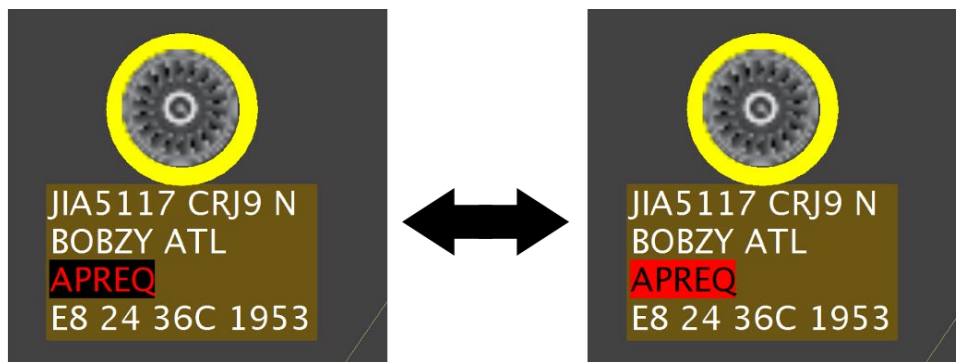 JIA5117 CRJ9 N
BOBZY ATL
APREQ
E8 24 36C 1953
JIA5117 CRJ9 N
BOBZY ATL
APREQ
E8 24 36C 1953